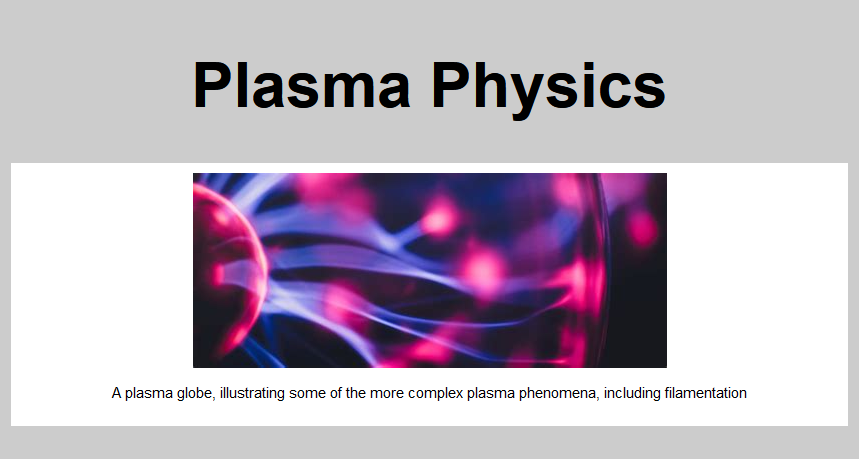 Plasma Physics
A plasma globe, illustrating some of the more complex plasma phenomena, including filamentation